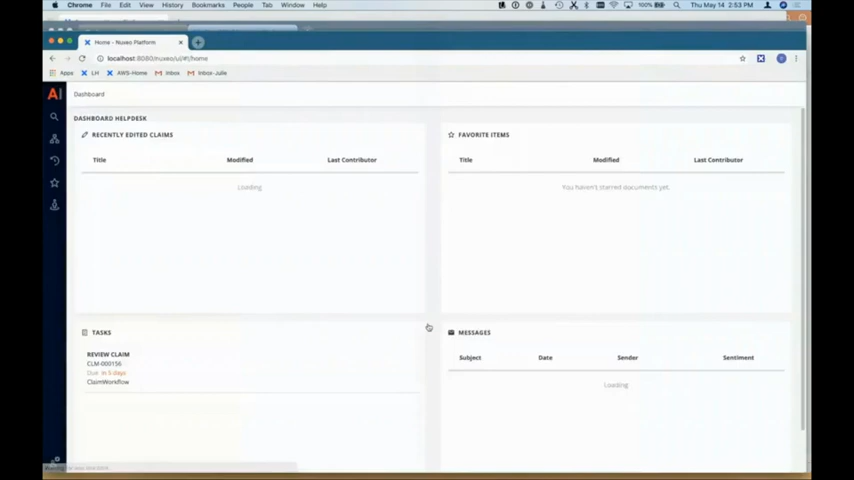 Chrome File Edit View History Bookmarks People Tab Window Help 100% Thu May 14 2:53 PM
Home - Nuxeo Platform
localhost:8080/nuxeo/ui/#!/home
Apps LH AWS-Home Inbox Inbox-Julie
AI Dashboard
DASHBOARD HELPDESK
RECENTLY EDITED CLAIMS
Title Modified Last Contributor
Loading
FAVORITE ITEMS
Title Modified Last Contributor
You haven't starred documents yet.
TASKS
REVIEW CLAIM
CLM-000156
Due in 5 days
ClaimWorkflow
MESSAGES
Subject Date Sender Sentiment
Loading